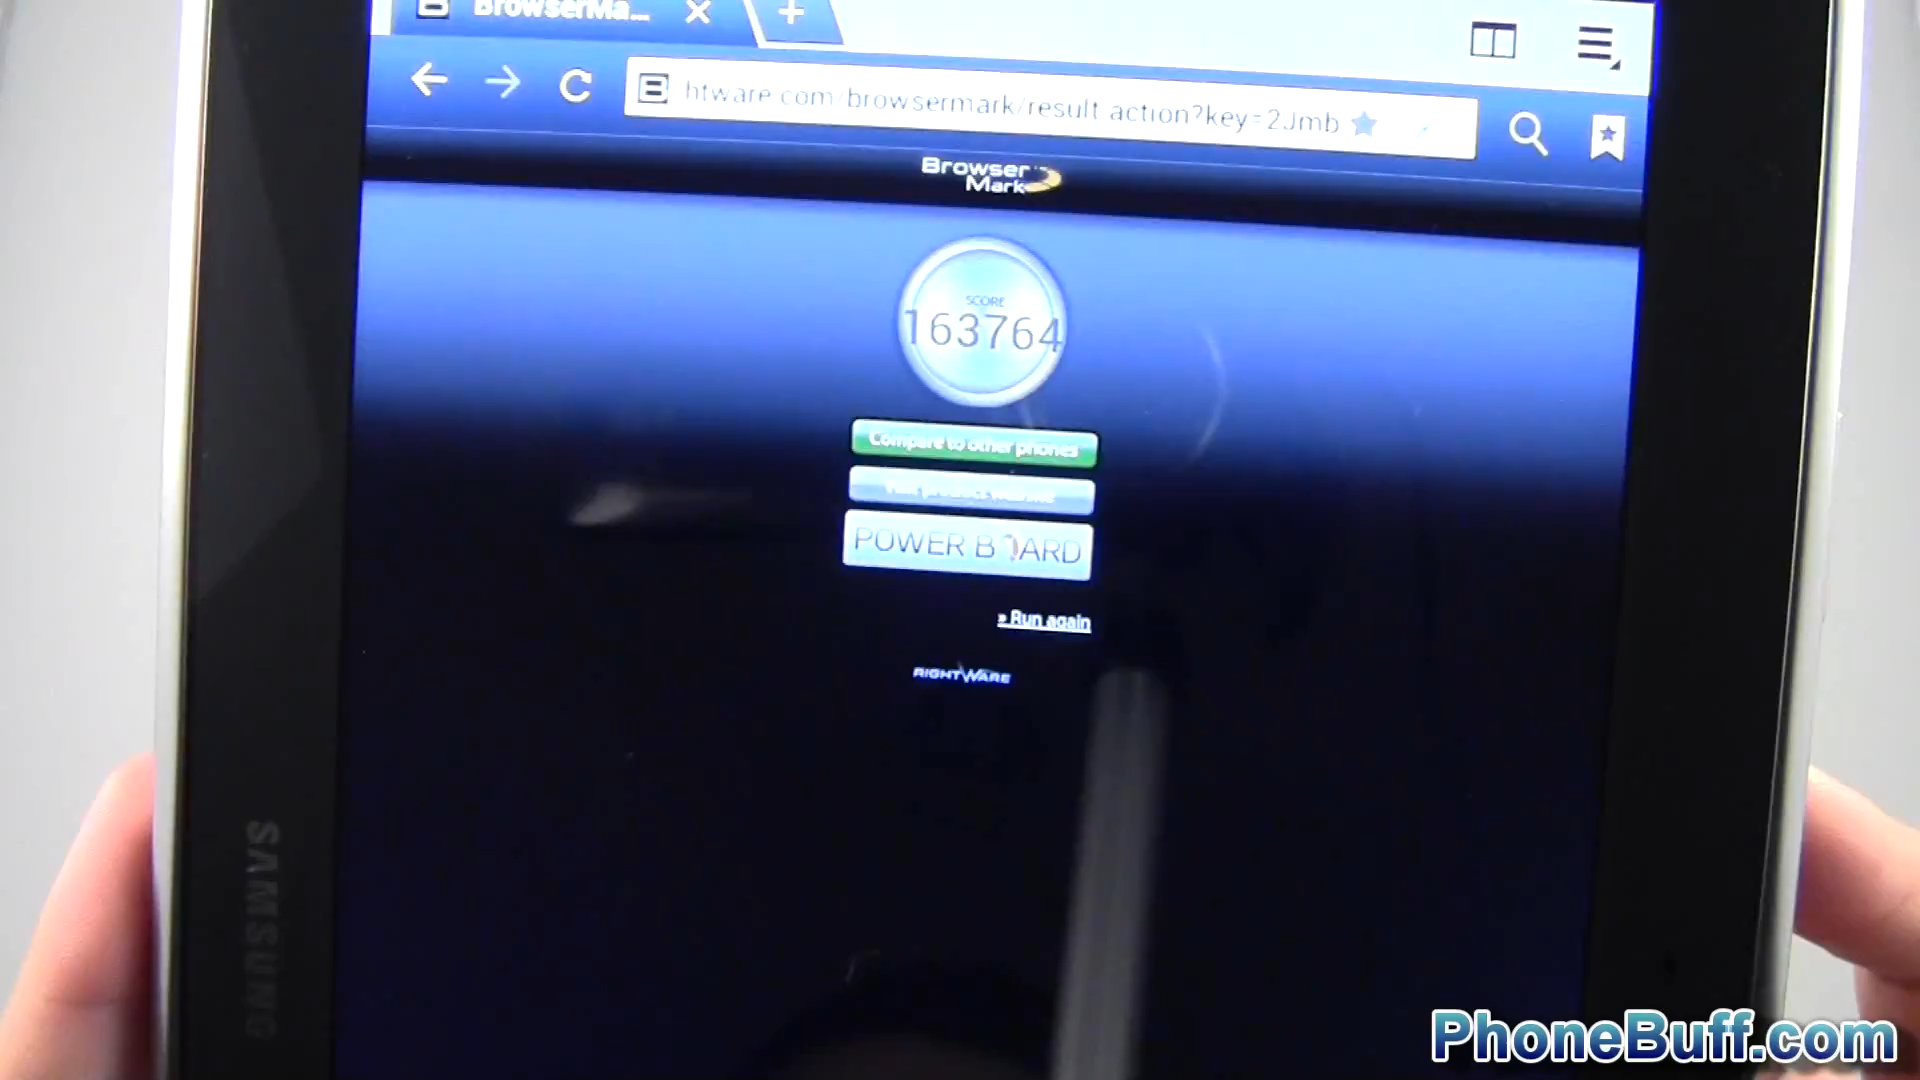 BrowserMa...
htware.com/browsermark/result.action?key=2Jmb
Browser
Mark
SCORE
163764
Compare to other phones
POWER BOARD
» Run again
RIGHTWARE
SAMSUNG
PhoneBuff.com